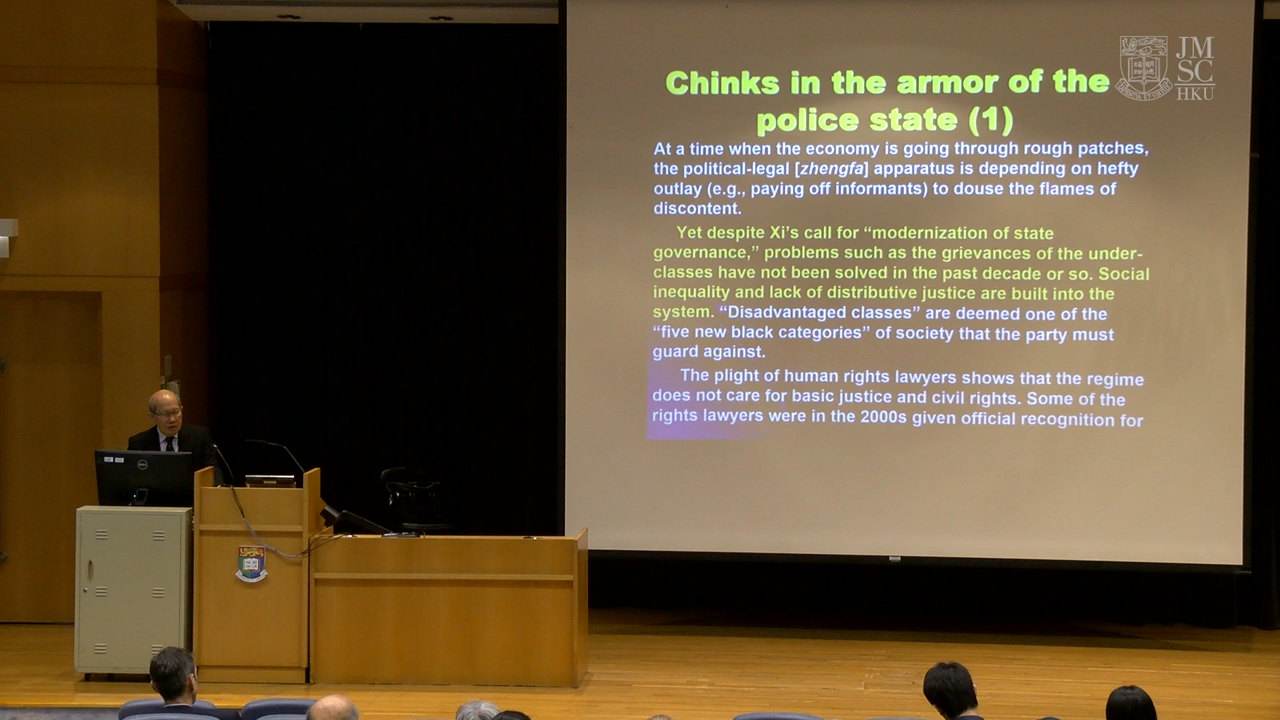 JM
SC
HKU
Chinks in the armor of the
police state (1)
At a time when the economy is going through rough patches,
the political-legal [zhengfa] apparatus is depending on hefty
outlay (e.g., paying off informants) to douse the flames of
discontent.
Yet despite Xi's call for “modernization of state
governance,” problems such as the grievances of the under-
classes have not been solved in the past decade or so. Social
inequality and lack of distributive justice are built into the
system. “Disadvantaged classes” are deemed one of the
“five new black categories” of society that the party must
guard against.
The plight of human rights lawyers shows that the regime
does not care for basic justice and civil rights. Some of the
rights lawyers were in the 2000s given official recognition for
DELL